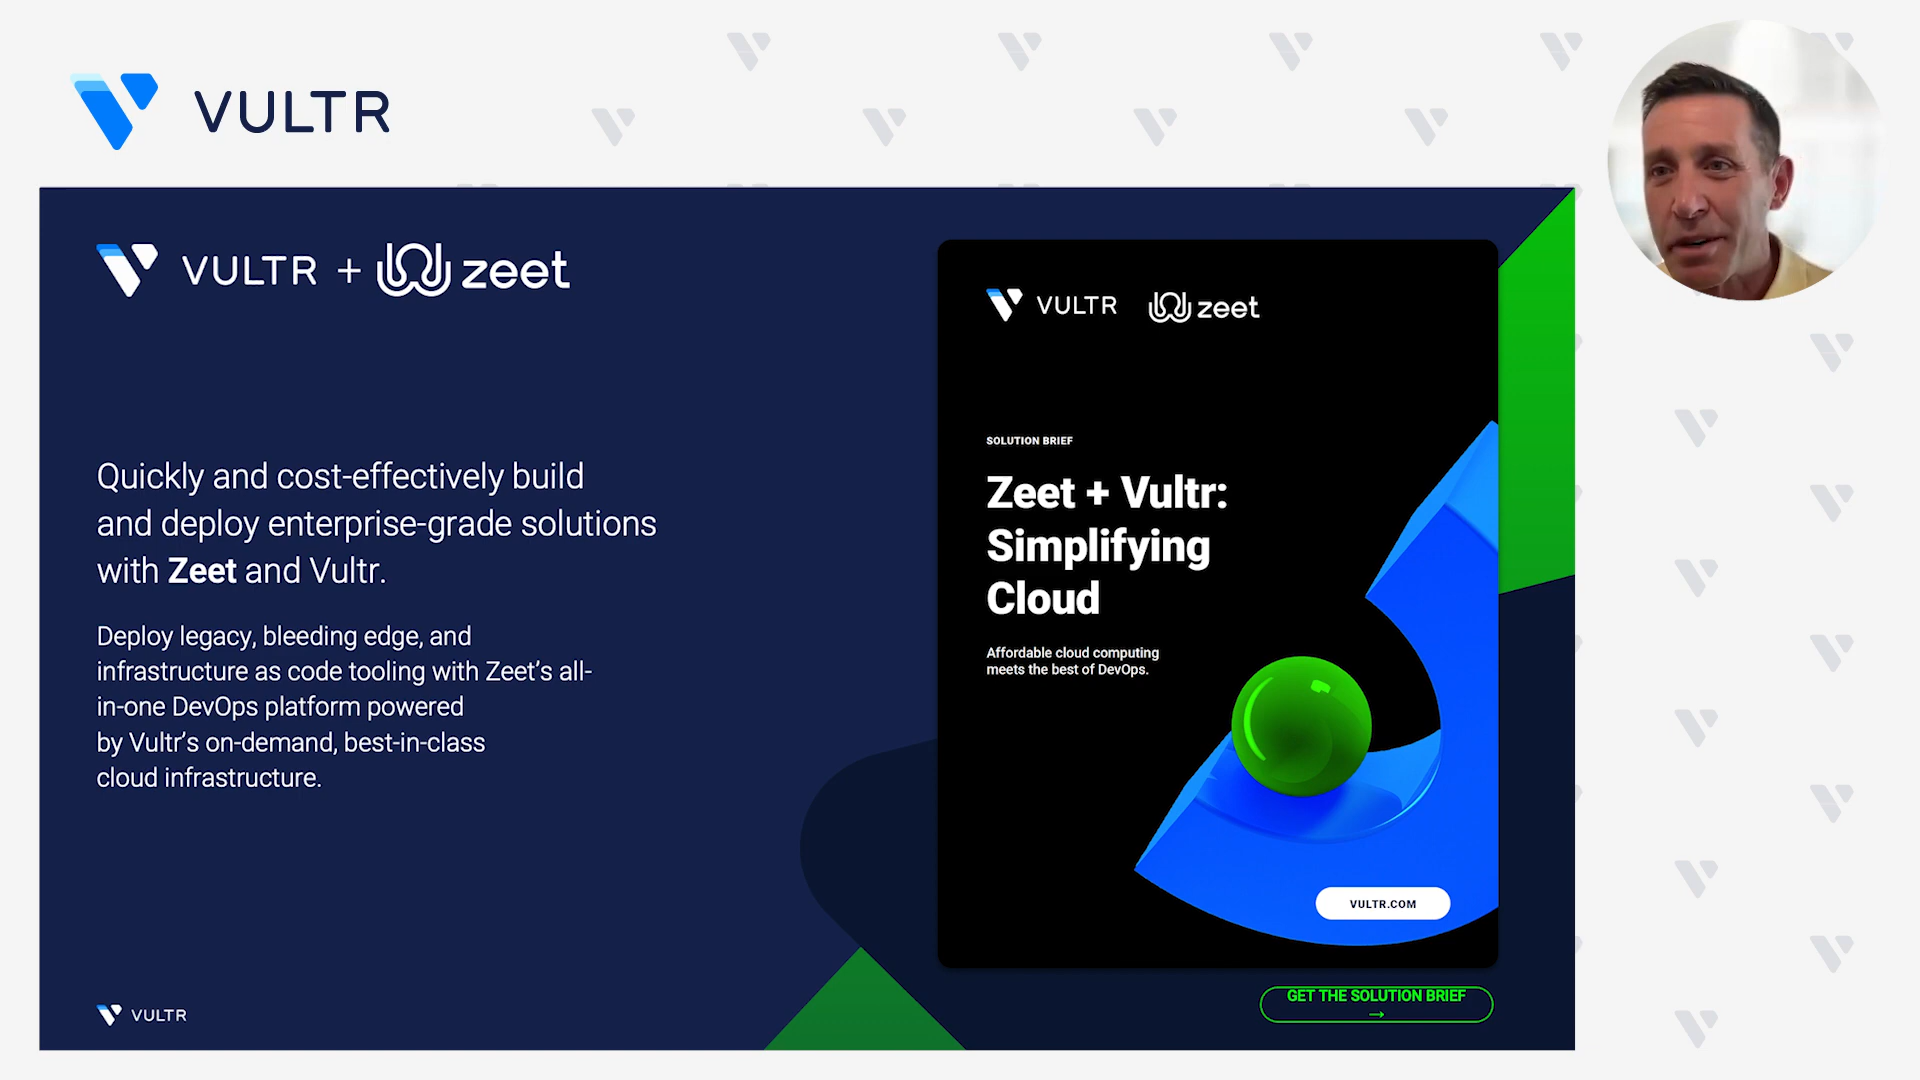 VULTR
VULTR + zeet
Quickly and cost-effectively build
and deploy enterprise-grade solutions
with Zeet and Vultr.
Deploy legacy, bleeding edge, and
infrastructure as code tooling with Zeet’s all-
in-one DevOps platform powered
by Vultr’s on-demand, best-in-class
cloud infrastructure.
VULTR
VULTR zeet
SOLUTION BRIEF
Zeet + Vultr:
Simplifying
Cloud
Affordable cloud computing
meets the best of DevOps.
VULTR.COM
GET THE SOLUTION BRIEF
→